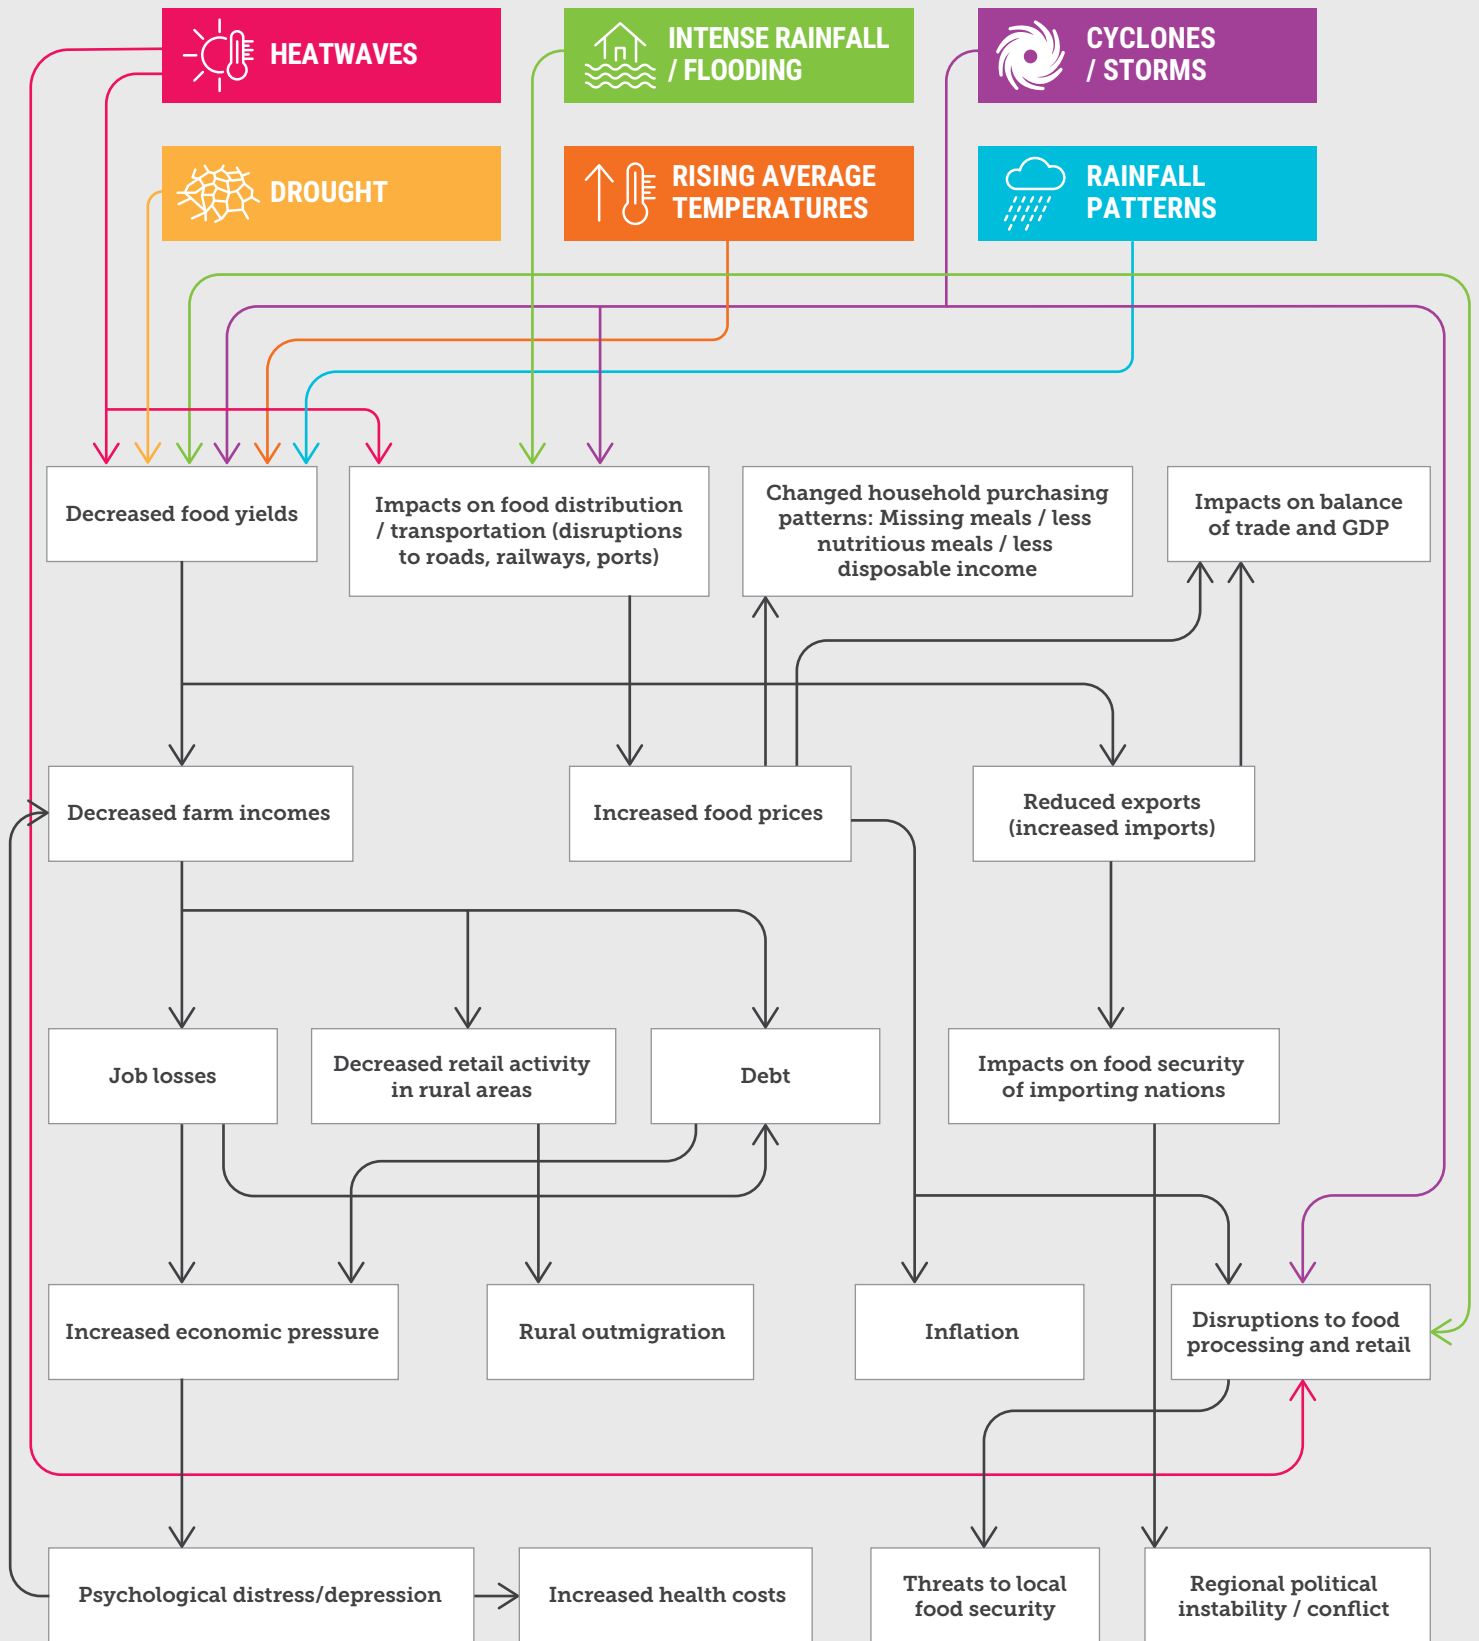 HEATWAVES
INTENSE RAINFALL
/ FLOODING
CYCLONES
/ STORMS
DROUGHT
RISING AVERAGE
TEMPERATURES
RAINFALL
PATTERNS
Decreased food yields
Impacts on food distribution
/ transportation (disruptions
to roads, railways, ports)
Changed household purchasing
patterns: Missing meals / less
nutritious meals / less
disposable income
Impacts on balance
of trade and GDP
Decreased farm incomes
Increased food prices
Reduced exports
(increased imports)
Job losses
Decreased retail activity
in rural areas
Debt
Impacts on food security
of importing nations
Increased economic pressure
Rural outmigration
Inflation
Disruptions to food
processing and retail
Psychological distress/depression
Increased health costs
Threats to local
food security
Regional political
instability / conflict